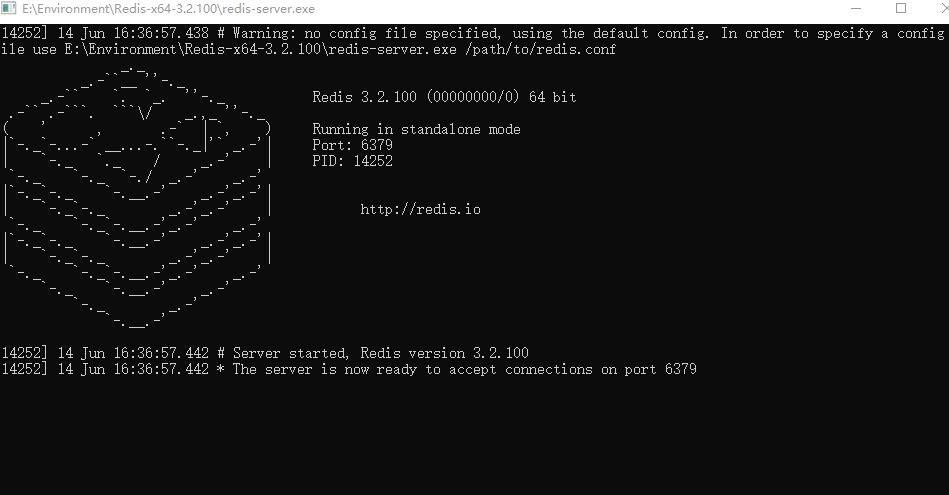 E:\Environment\Redis-x64-3.2.100\redis-server.exe
14252] 14 Jun 16:36:57.438 # Warning: no config file specified, using the default config. In order to specify a config
ile use E:\Environment\Redis-x64-3.2.100\redis-server.exe /path/to/redis.conf
Redis 3.2.100 (00000000/0) 64 bit
Running in standalone mode
Port: 6379
PID: 14252
http://redis.io
14252] 14 Jun 16:36:57.442 # Server started, Redis version 3.2.100
14252] 14 Jun 16:36:57.442 * The server is now ready to accept connections on port 6379